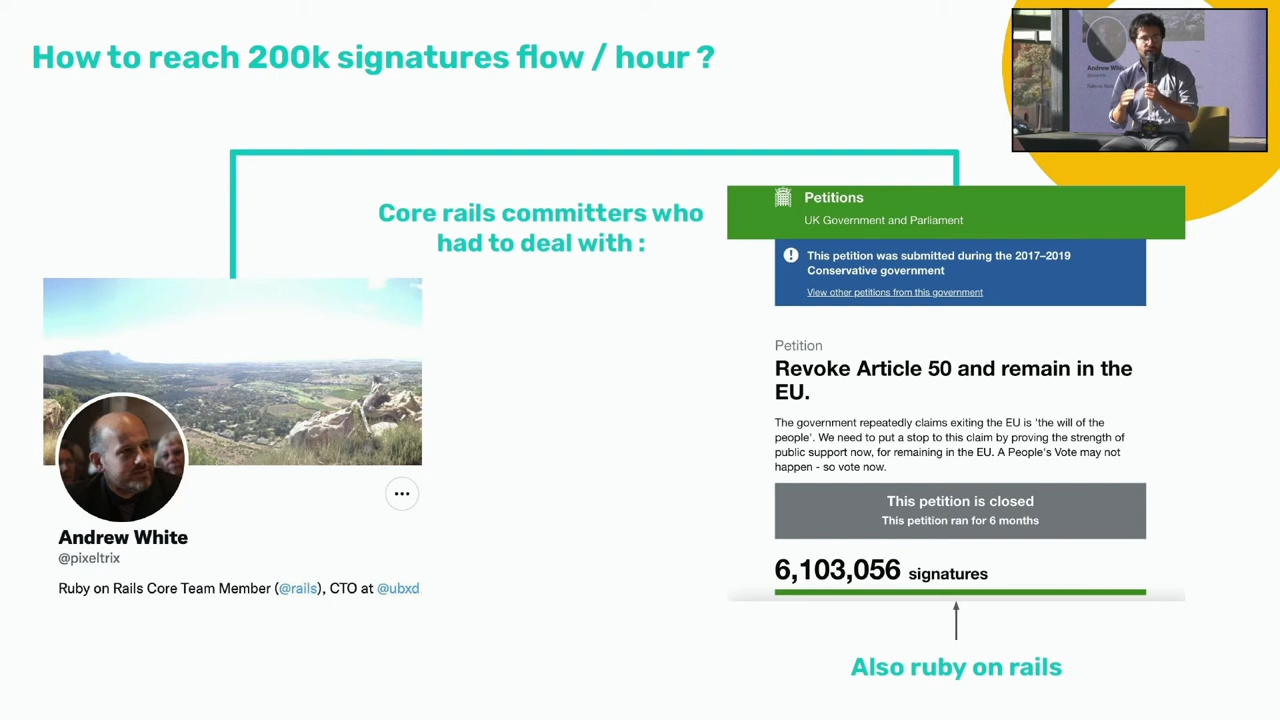 How to reach 200k signatures flow / hour ?
Andrew White
Core rails committers who
had to deal with :
Andrew White
@pixeltrix
Ruby on Rails Core Team Member (@rails), CTO at @ubxd
Petitions
UK Government and Parliament
This petition was submitted during the 2017–2019
Conservative government
View other petitions from this government
Petition
Revoke Article 50 and remain in the
EU.
The government repeatedly claims exiting the EU is 'the will of the
people'. We need to put a stop to this claim by proving the strength of
public support now, for remaining in the EU. A People's Vote may not
happen - so vote now.
This petition is closed
This petition ran for 6 months
6,103,056 signatures
Also ruby on rails